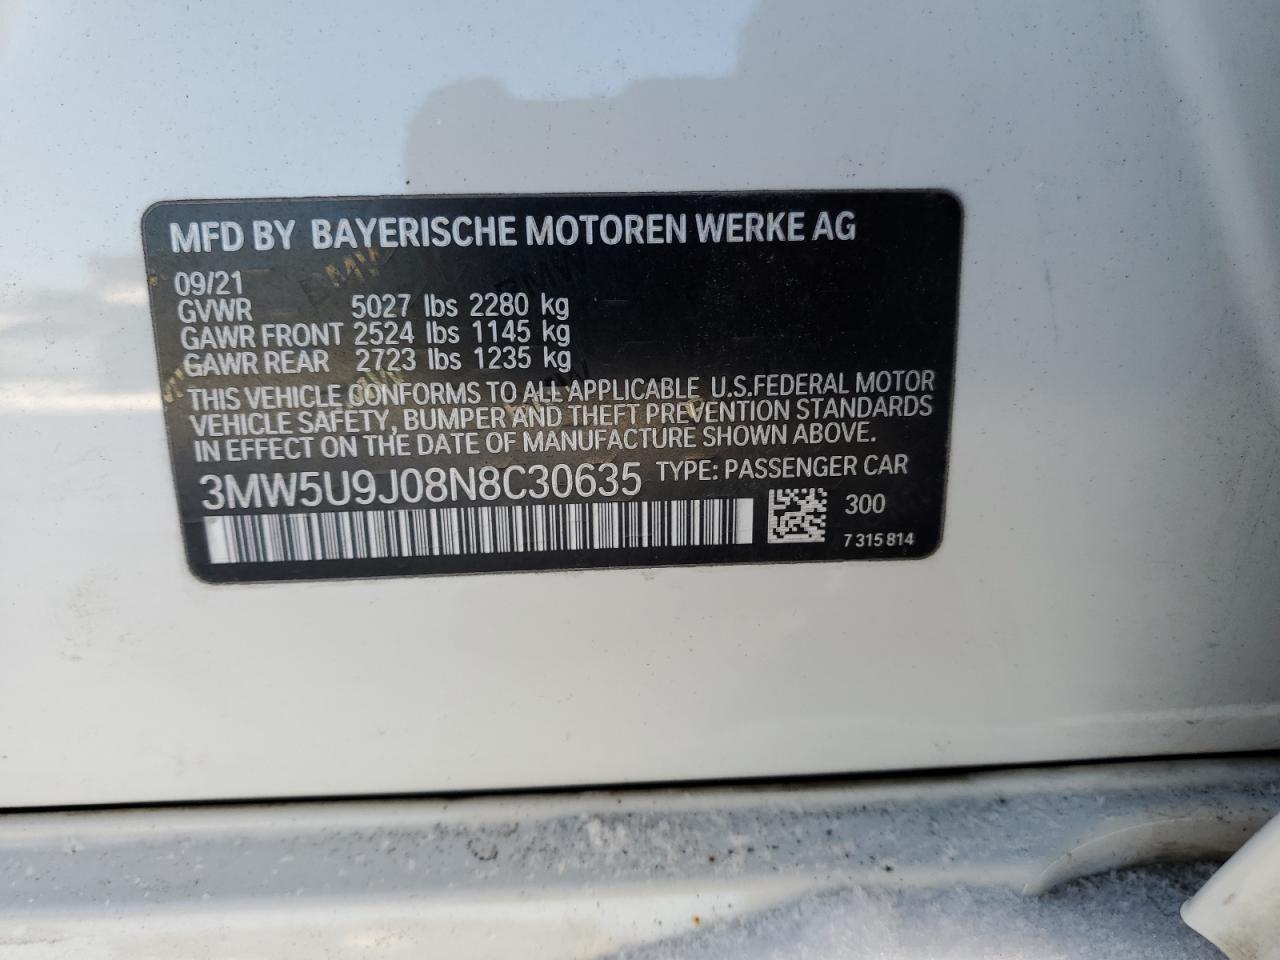 MFD BY BAYERISCHE MOTOREN WERKE AG
09/21
GVWR 5027 lbs 2280 kg
GAWR FRONT 2524 lbs 1145 kg
GAWR REAR 2723 lbs 1235 kg
THIS VEHICLE CONFORMS TO ALL APPLICABLE U.S.FEDERAL MOTOR
VEHICLE SAFETY, BUMPER AND THEFT PREVENTION STANDARDS
IN EFFECT ON THE DATE OF MANUFACTURE SHOWN ABOVE.
3MW5U9J08N8C30635 TYPE: PASSENGER CAR
300
7 315 814
BMW
BMW